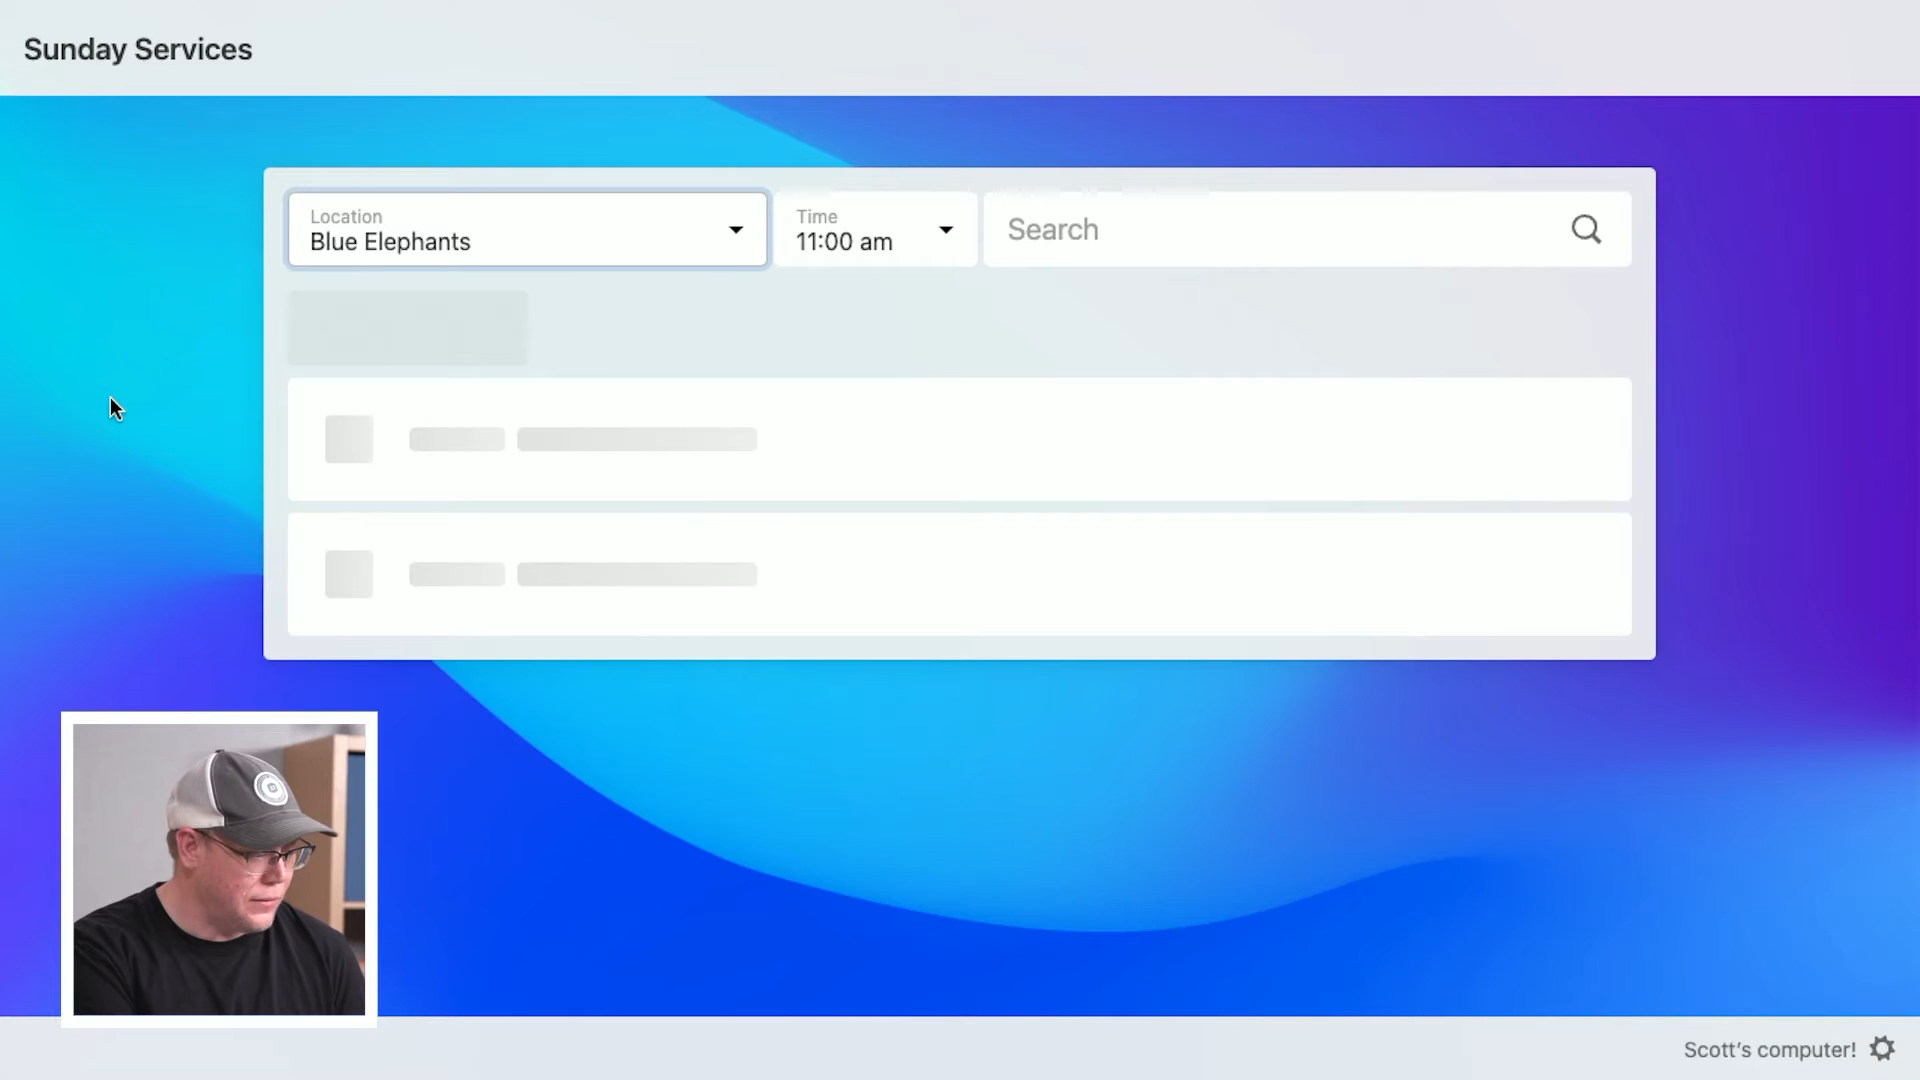 Sunday Services
Location
Blue Elephants
Time
11:00 am
Search
Scott's computer!